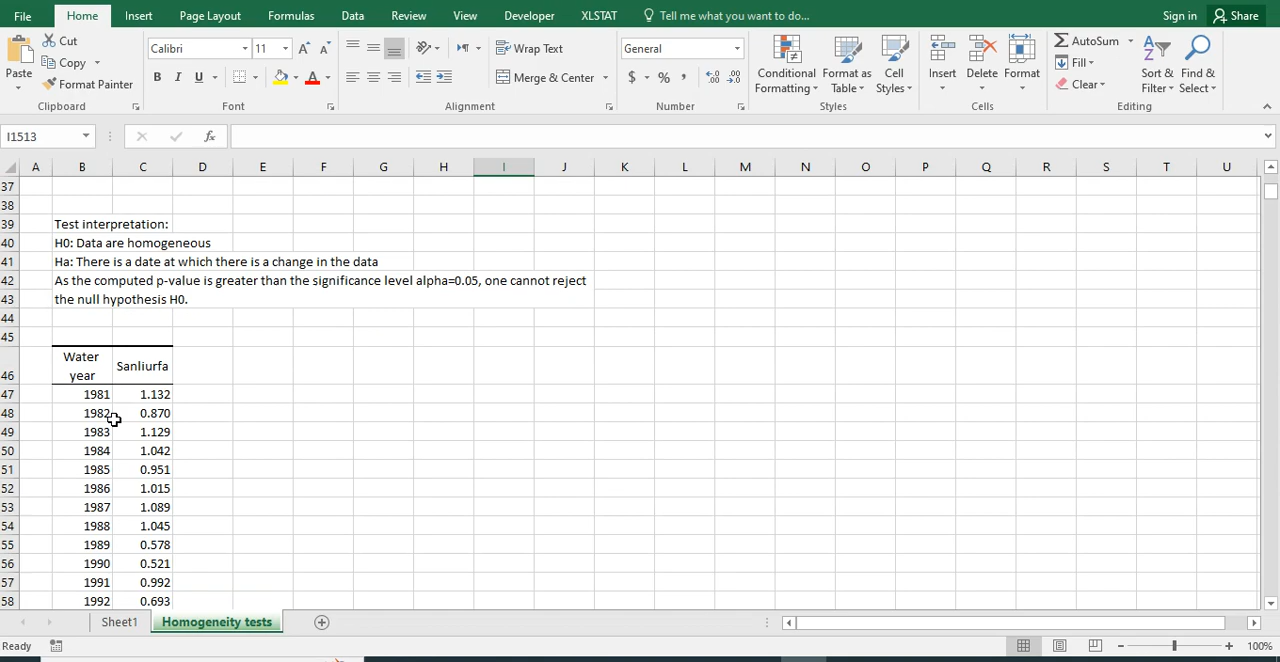 File Home Insert Page Layout Formulas Data Review View Developer XLSTAT Tell me what you want to do... Sign in Share
Cut
Copy
Format Painter
Paste
Clipboard
Calibri 11
B I U A
Font
Wrap Text
Merge & Center
Alignment
General
$ % ,
Number
Conditional Formatting
Format as Table
Cell Styles
Styles
Insert Delete Format
Cells
AutoSum
Fill
Clear
Sort & Filter
Find & Select
Editing
I1513 fx
A B C D E F G H I J K L M N O P Q R S T U
37
38
39 Test interpretation:
40 H0: Data are homogeneous
41 Ha: There is a date at which there is a change in the data
42 As the computed p-value is greater than the significance level alpha=0.05, one cannot reject
43 the null hypothesis H0.
44
45
46 Water year Sanliurfa
47 1981 1.132
48 1982 0.870
49 1983 1.129
50 1984 1.042
51 1985 0.951
52 1986 1.015
53 1987 1.089
54 1988 1.045
55 1989 0.578
56 1990 0.521
57 1991 0.992
58 1992 0.693
Sheet1 Homogeneity tests
Ready 100%